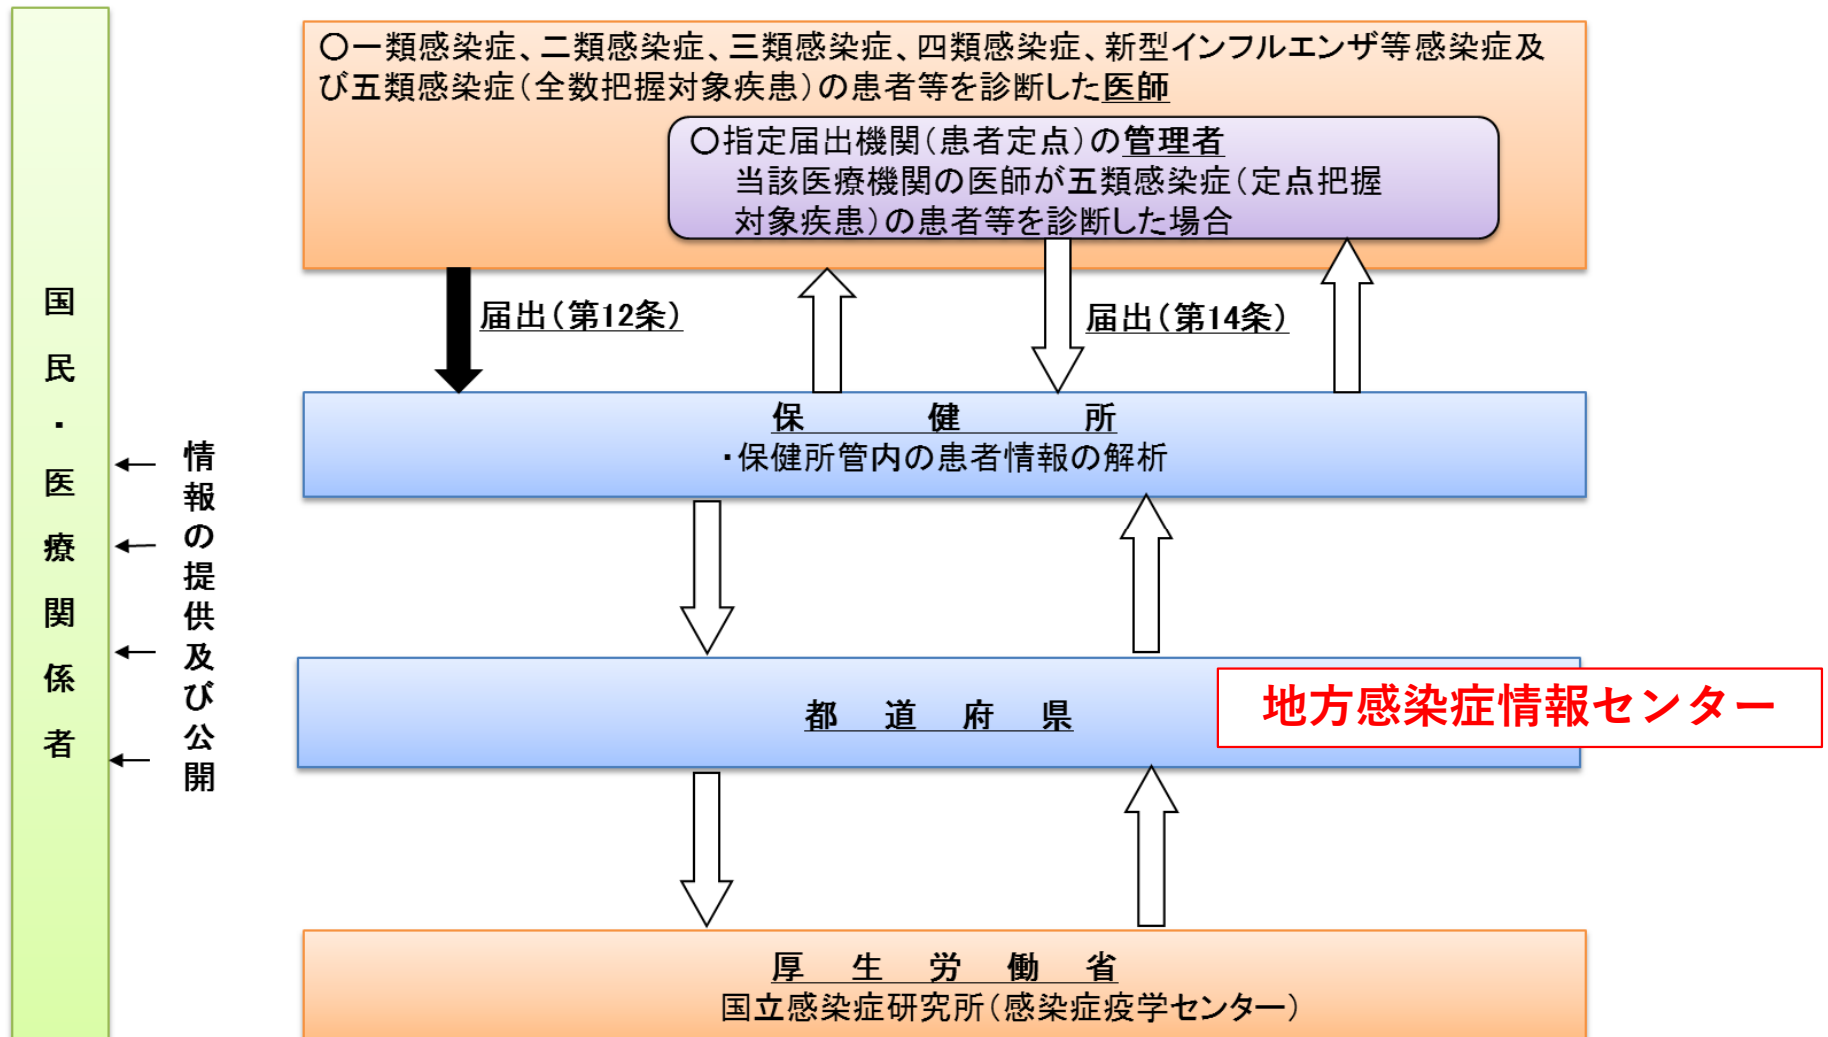 〇一類感染症、二類感染症、三類感染症、四類感染症、新型インフルエンザ等感染症及
び五類感染症(全数把握対象疾患)の患者等を診断した医師
〇指定届出機関(患者定点)の管理者
当該医療機関の医師が五類感染症(定点把握
対象疾患)の患者等を診断した場合
届出(第12条)
届出(第14条)
保健所
・保健所管内の患者情報の解析
国民・医療関係者
情報の提供及び公開
都道府県
地方感染症情報センター
厚生労働省
国立感染症研究所(感染症疫学センター)